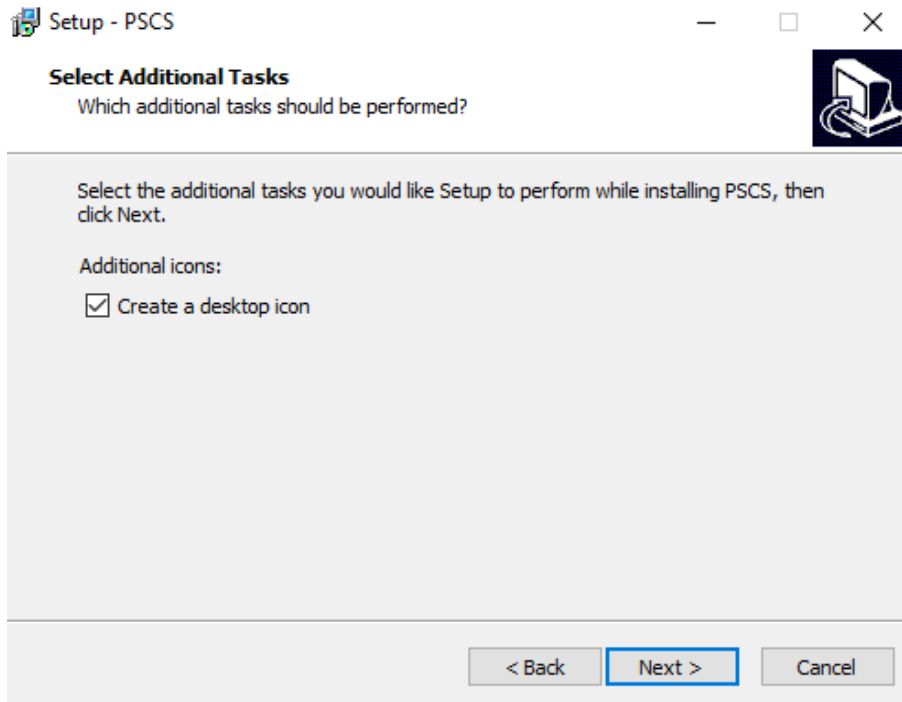 Setup - PSCS
Select Additional Tasks
Which additional tasks should be performed?
Select the additional tasks you would like Setup to perform while installing PSCS, then
click Next.
Additional icons:
Create a desktop icon
< Back
Next >
Cancel